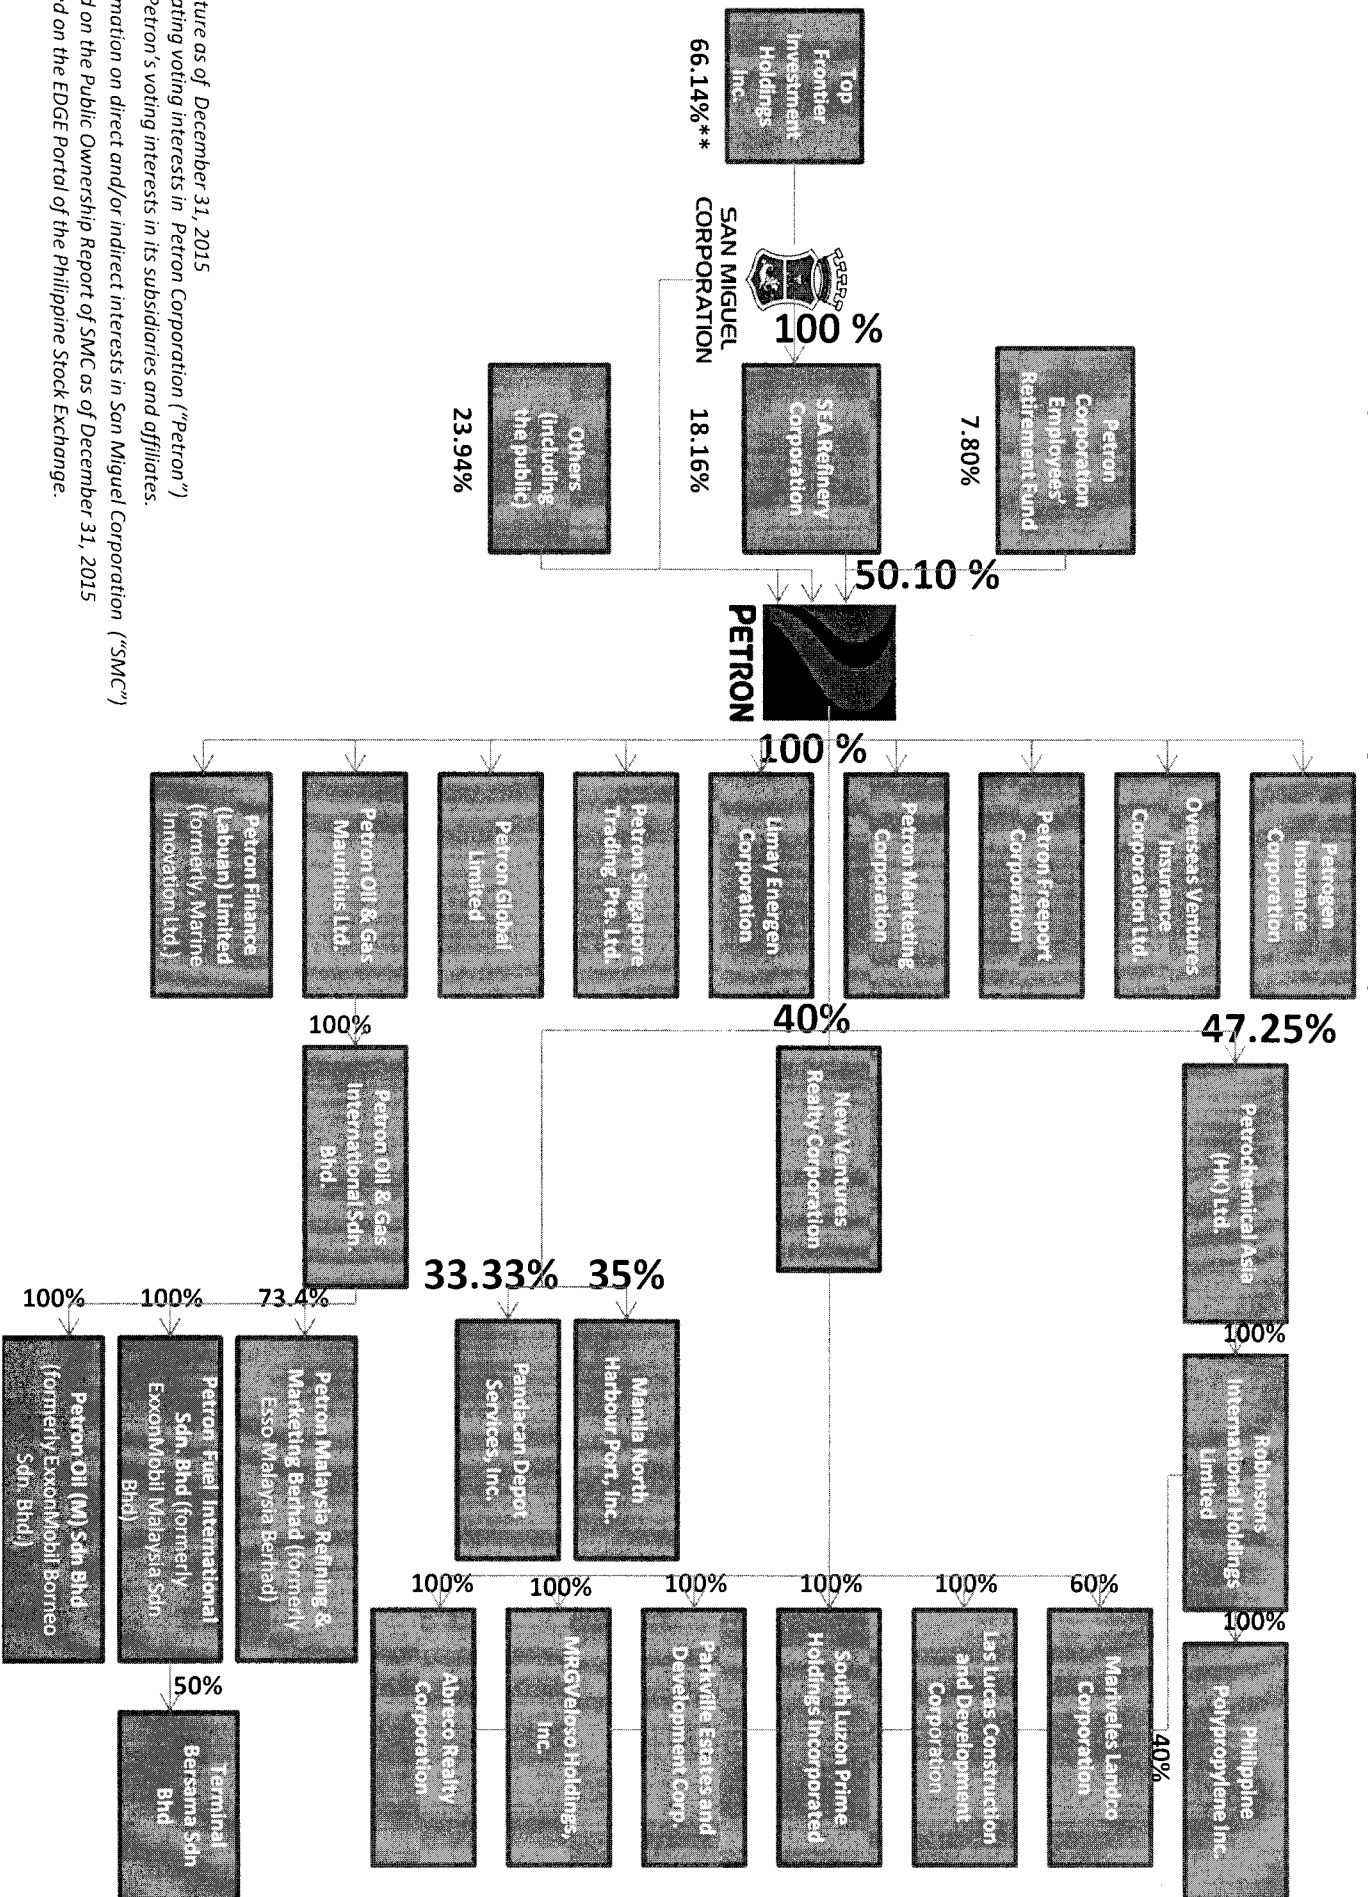 Top
Frontier
Investment
Holdings
Inc.
66.14%**
SAN MIGUEL
CORPORATION
100 %
Petron
Corporation
Employees'
Retirement Fund
7.80%
SEA Refinery
Corporation
18.16%
Others
(including
the public)
23.94%
50.10 %
PETRON
100 %
Petrogen
Insurance
Corporation
Overseas Ventures
Insurance
Corporation Ltd.
Petron Freeport
Corporation
Petron Marketing
Corporation
Limay Energen
Corporation
Petron Singapore
Trading Pte. Ltd.
Petron Global
Limited
Petron Oil & Gas
Mauritius Ltd.
Petron Finance
(Labuan) Limited
(formerly Marine
Innovation Ltd.)
47.25%
40%
100%
Petrochemical Asia
(HK) Ltd.
New Ventures
Realty Corporation
Petron Oil & Gas
International Sdn.
Bhd.
100%
Robinsons
International Holdings
Limited
35%
Manila North
Harbour Port, Inc.
33.33%
Pandacan Depot
Services, Inc.
73.4%
Petron Malaysia Refining &
Marketing Berhad (formerly
Esso Malaysia Berhad)
100%
Petron Fuel International
Sdn. Bhd (formerly
ExxonMobil Malaysia Sdn
Bhd)
100%
Petron Oil (M) Sdn Bhd
(formerly ExxonMobil Borneo
Sdn. Bhd.)
100%
Philippine
Polypropylene Inc.
40%
60%
Mariveles Landco
Corporation
100%
Las Lucas Construction
and Development
Corporation
100%
South Luzon Prime
Holdings Incorporated
100%
Parkville Estates and
Development Corp.
100%
MRGVeloso Holdings,
Inc.
100%
Abreco Realty
Corporation
50%
Terminal
Bersama Sdn
Bhd
ture as of December 31, 2015
ating voting interests in Petron Corporation ("Petron")
Petron's voting interests in its subsidiaries and affiliates.
mation on direct and/or indirect interests in San Miguel Corporation ("SMC")
d on the Public Ownership Report of SMC as of December 31, 2015
ed on the EDGE Portal of the Philippine Stock Exchange.